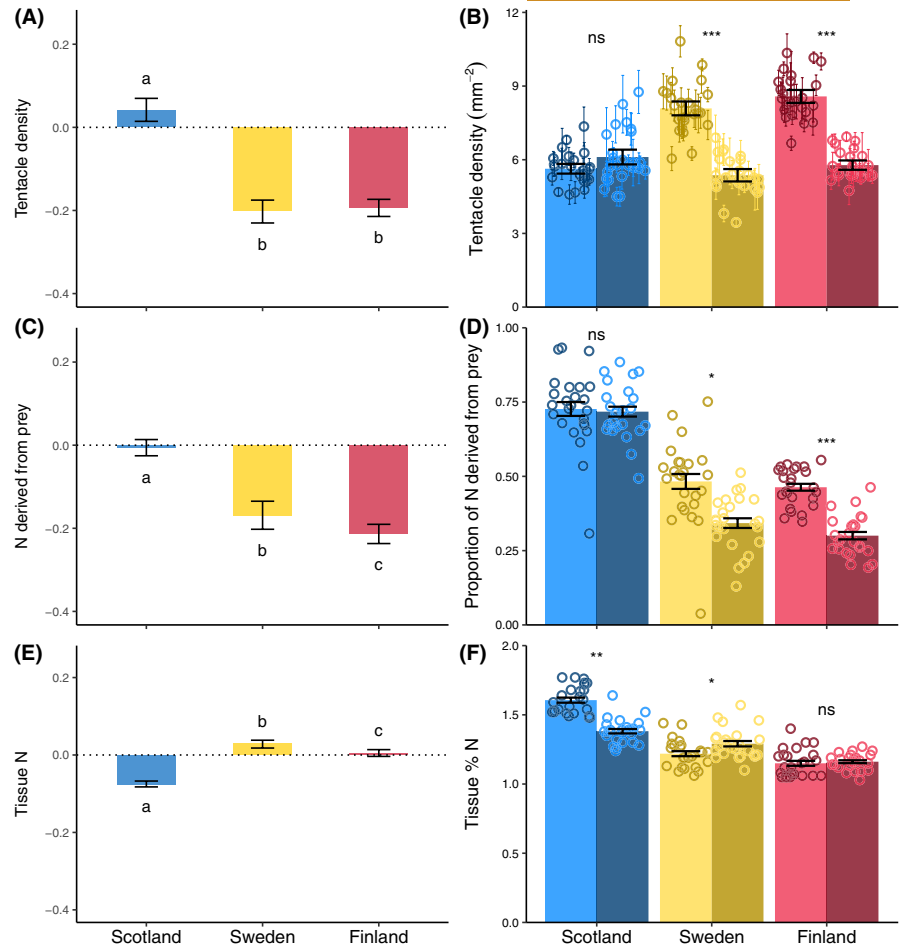 (A)
0.2
0.0
−0.2
−0.4
Tentacle density
a
b
b
(B)
12
9
6
3
0
Tentacle density (mm−2)
ns
***
***
(C)
0.2
0.0
−0.2
−0.4
N derived from prey
a
b
c
(D)
1.00
0.75
0.50
0.25
0.00
Proportion of N derived from prey
ns
*
***
(E)
0.2
0.0
−0.2
−0.4
Tissue N
a
b
c
Scotland Sweden Finland
(F)
2.0
1.5
1.0
0.5
0.0
Tissue % N
**
*
ns
Scotland Sweden Finland